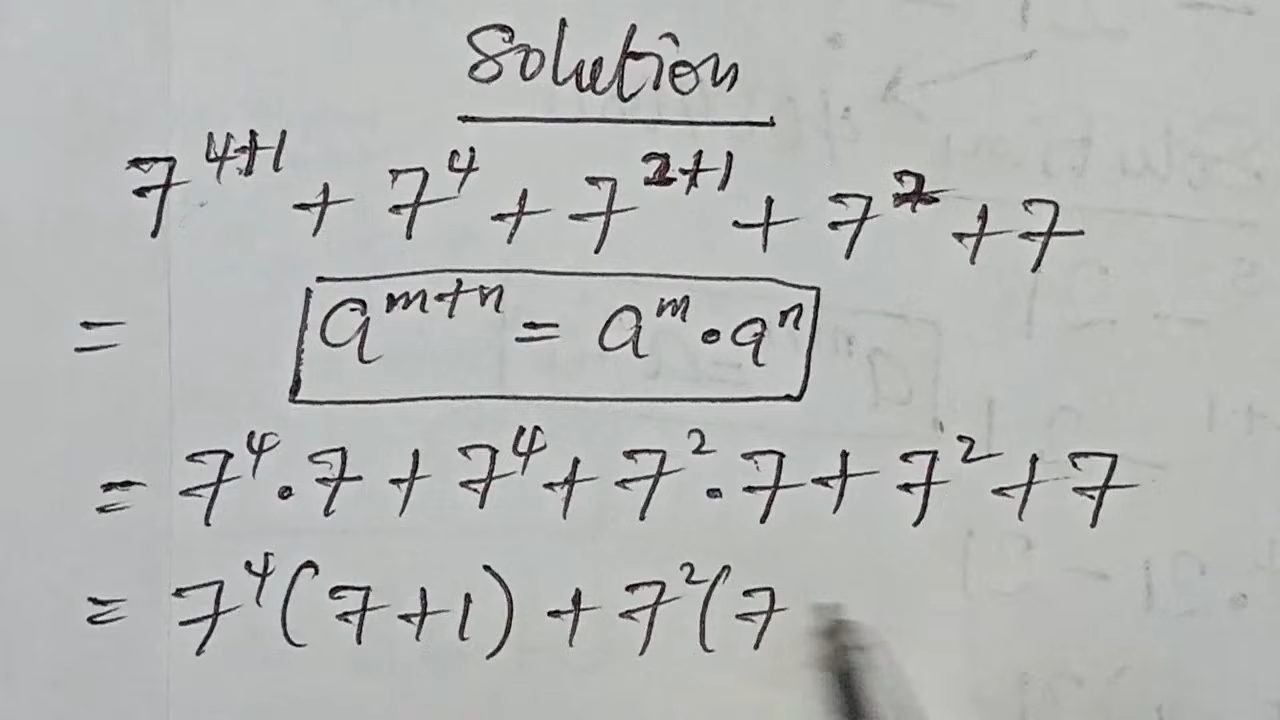 Solution
7^{4+1} + 7^4 + 7^{2+1} + 7^2 + 7
= a^{m+n} = a^m · a^n
= 7^4 · 7 + 7^4 + 7^2 · 7 + 7^2 + 7
= 7^4(7+1) + 7^2(7